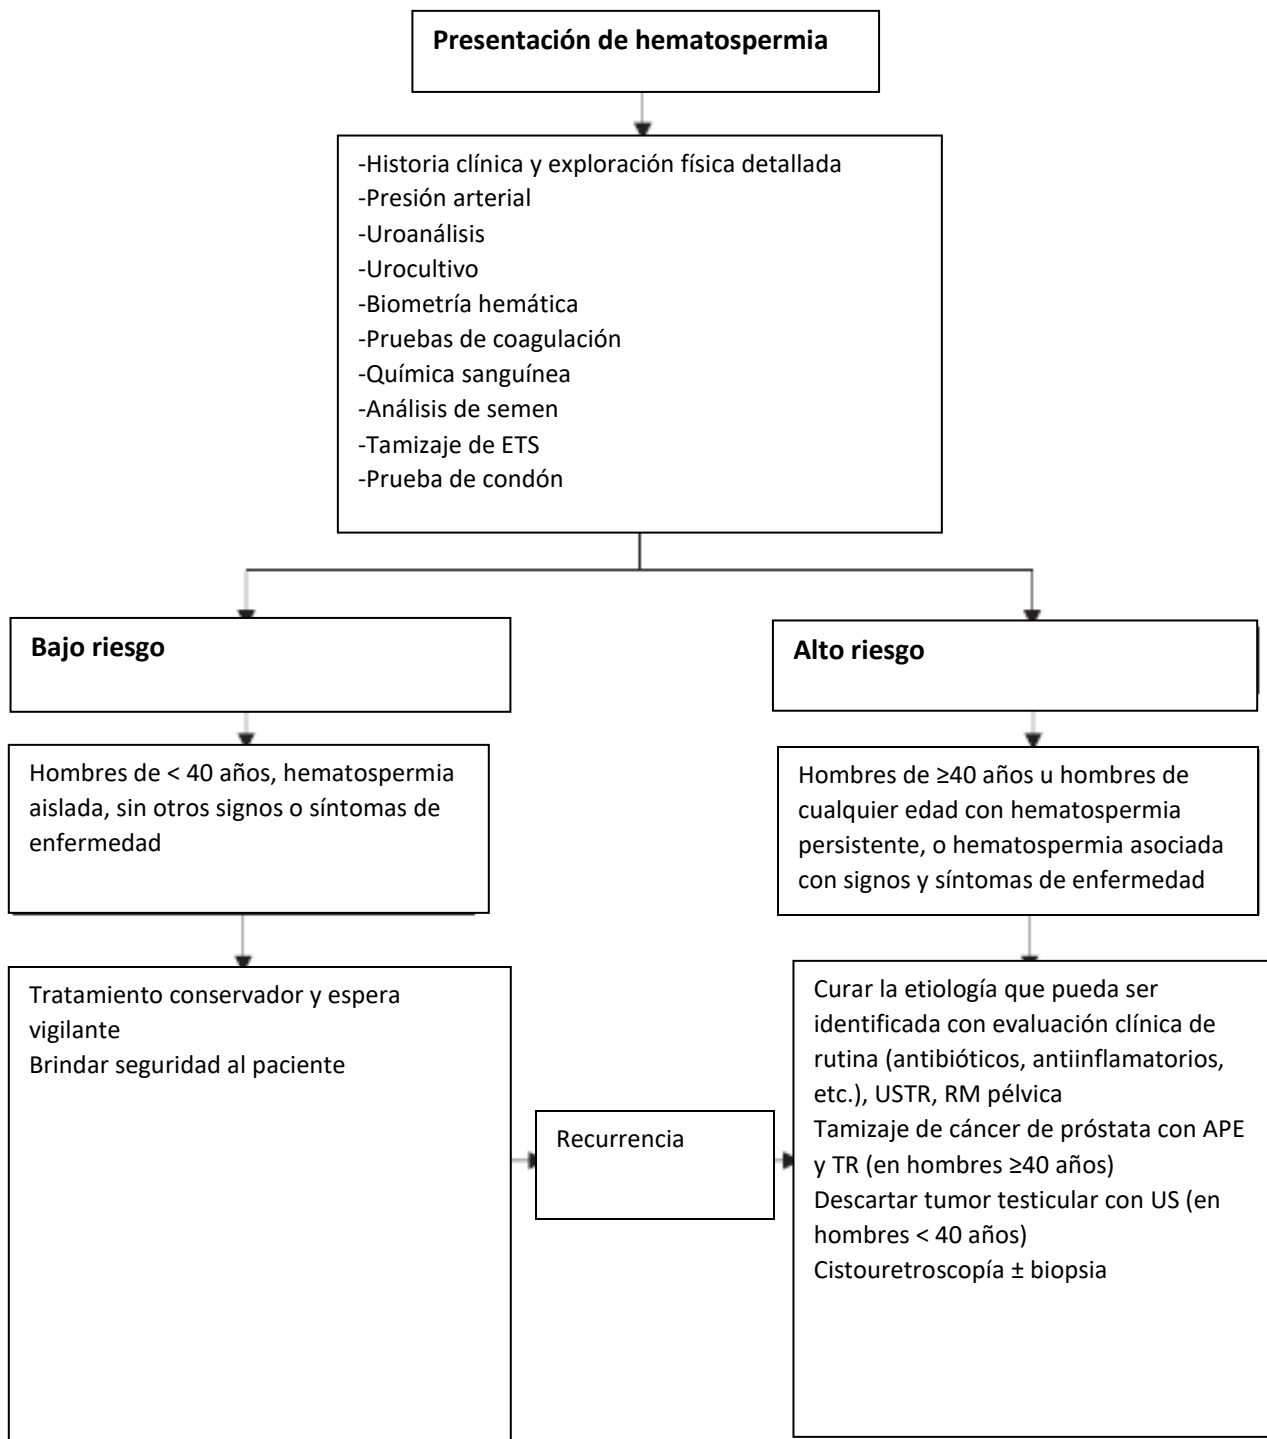 Presentación de hematospermia
-Historia clínica y exploración física detallada
-Presión arterial
-Uroanálisis
-Urocultivo
-Biometría hemática
-Pruebas de coagulación
-Química sanguínea
-Análisis de semen
-Tamizaje de ETS
-Prueba de condón
Bajo riesgo
Alto riesgo
Hombres de < 40 años, hematospermia
aislada, sin otros signos o síntomas de
enfermedad
Hombres de ≥40 años u hombres de
cualquier edad con hematospermia
persistente, o hematospermia asociada
con signos y síntomas de enfermedad
Tratamiento conservador y espera
vigilante
Brindar seguridad al paciente
Recurrencia
Curar la etiología que pueda ser
identificada con evaluación clínica de
rutina (antibióticos, antiinflamatorios,
etc.), USTR, RM pélvica
Tamizaje de cáncer de próstata con APE
y TR (en hombres ≥40 años)
Descartar tumor testicular con US (en
hombres < 40 años)
Cistouretroscopía ± biopsia